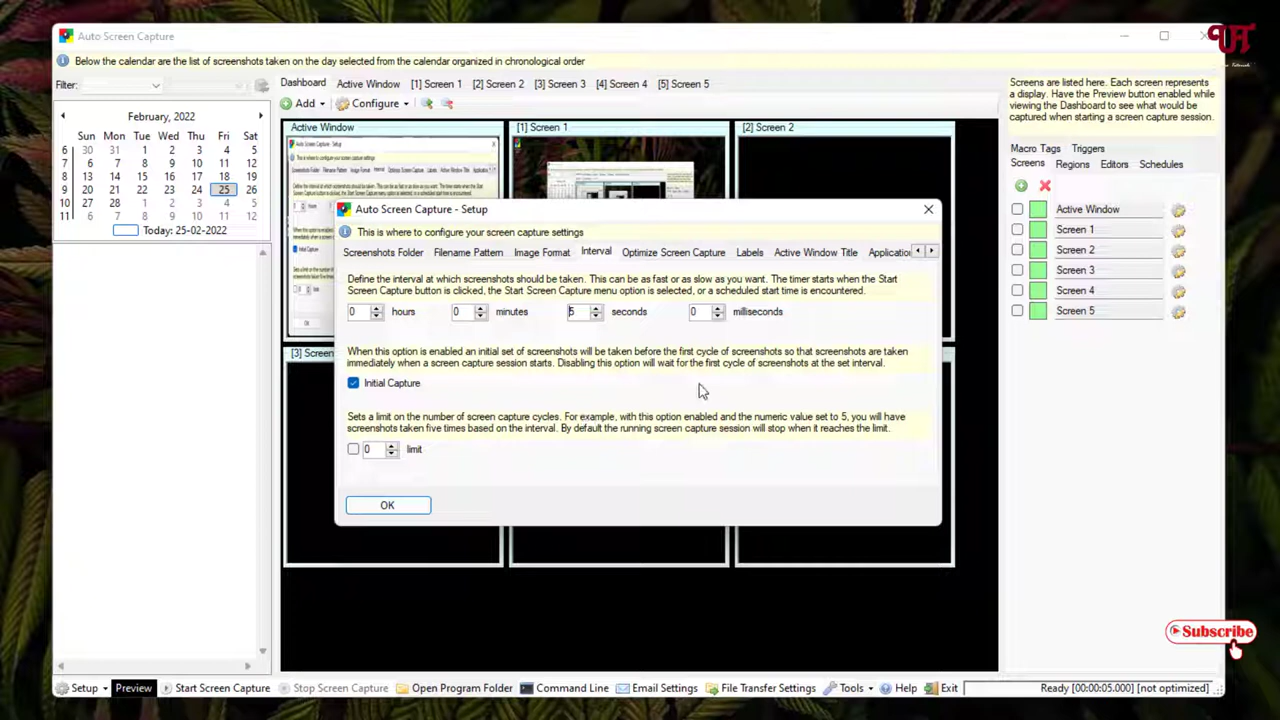 Auto Screen Capture
UT
Below the calendar are the list of screenshots taken on the day selected from the calendar organized in chronological order
Filter:
Dashboard Active Window [1] Screen 1 [2] Screen 2 [3] Screen 3 [4] Screen 4 [5] Screen 5
Add Configure
Screens are listed here. Each screen represents
a display. Have the Preview button enabled while
viewing the Dashboard to see what would be
captured when starting a screen capture session.
Macro Tags Triggers
Screens Regions Editors Schedules
Active Window
Screen 1
Screen 2
Screen 3
Screen 4
Screen 5
February, 2022
Sun Mon Tue Wed Thu Fri Sat
6 30 31 1 2 3 4 5
7 6 7 8 9 10 11 12
8 13 14 15 16 17 18 19
9 20 21 22 23 24 25 26
10 27 28 1 2 3 4 5
11 6 7 8 9 10 11 12
Today: 25-02-2022
Active Window
[1] Screen 1
[2] Screen 2
[3] Screen
Auto Screen Capture - Setup
This is where to configure your screen capture settings
Screenshots Folder Filename Pattern Image Format Interval Optimize Screen Capture Labels Active Window Title Applicatio
Define the interval at which screenshots should be taken. This can be as fast or as slow as you want. The timer starts when the Start
Screen Capture button is clicked, the Start Screen Capture menu option is selected, or a scheduled start time is encountered.
0 hours 0 minutes 5 seconds 0 milliseconds
When this option is enabled an initial set of screenshots will be taken before the first cycle of screenshots so that screenshots are taken
immediately when a screen capture session starts. Disabling this option will wait for the first cycle of screenshots at the set interval.
Initial Capture
Sets a limit on the number of screen capture cycles. For example, with this option enabled and the numeric value set to 5, you will have
screenshots taken five times based on the interval. By default the running screen capture session will stop when it reaches the limit.
0 limit
OK
Subscribe
Setup Preview Start Screen Capture Stop Screen Capture Open Program Folder Command Line Email Settings File Transfer Settings Tools Help Exit Ready [00:00:05.000] [not optimized]